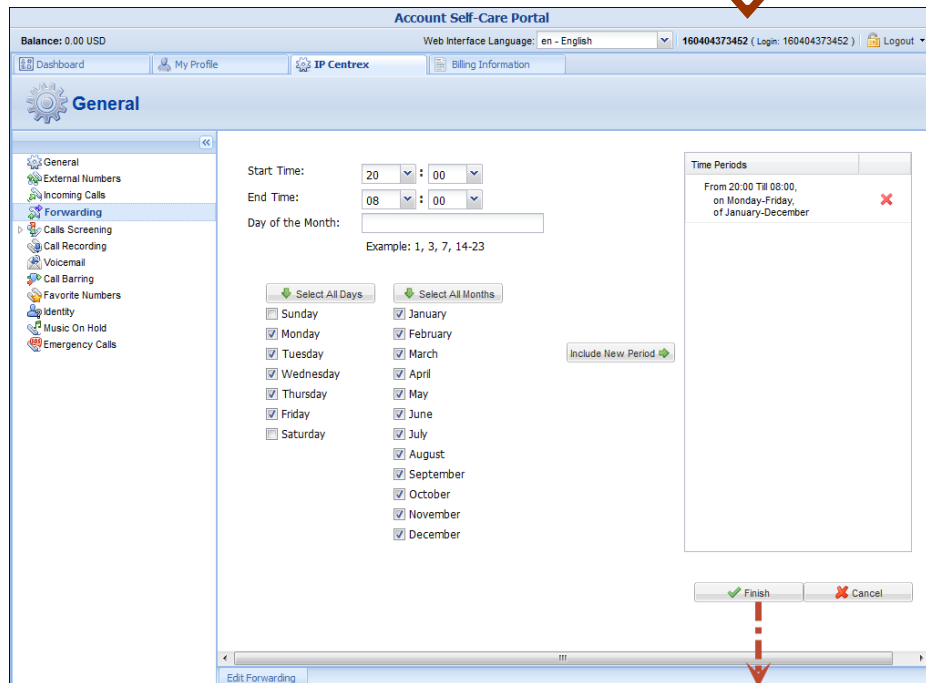 Account Self-Care Portal
Balance: 0.00 USD
Web Interface Language: en - English
160404373452 ( Login: 160404373452 )
Logout
Dashboard
My Profile
IP Centrex
Billing Information
General
General
External Numbers
Incoming Calls
Forwarding
Calls Screening
Call Recording
Voicemail
Call Barring
Favorite Numbers
Identity
Music On Hold
Emergency Calls
Start Time: 20 : 00
End Time: 08 : 00
Day of the Month:
Example: 1, 3, 7, 14-23
Select All Days
Sunday
Monday
Tuesday
Wednesday
Thursday
Friday
Saturday
Select All Months
January
February
March
April
May
June
July
August
September
October
November
December
Include New Period
Time Periods
From 20:00 Till 08:00,
on Monday-Friday,
of January-December
Finish
Cancel
Edit Forwarding